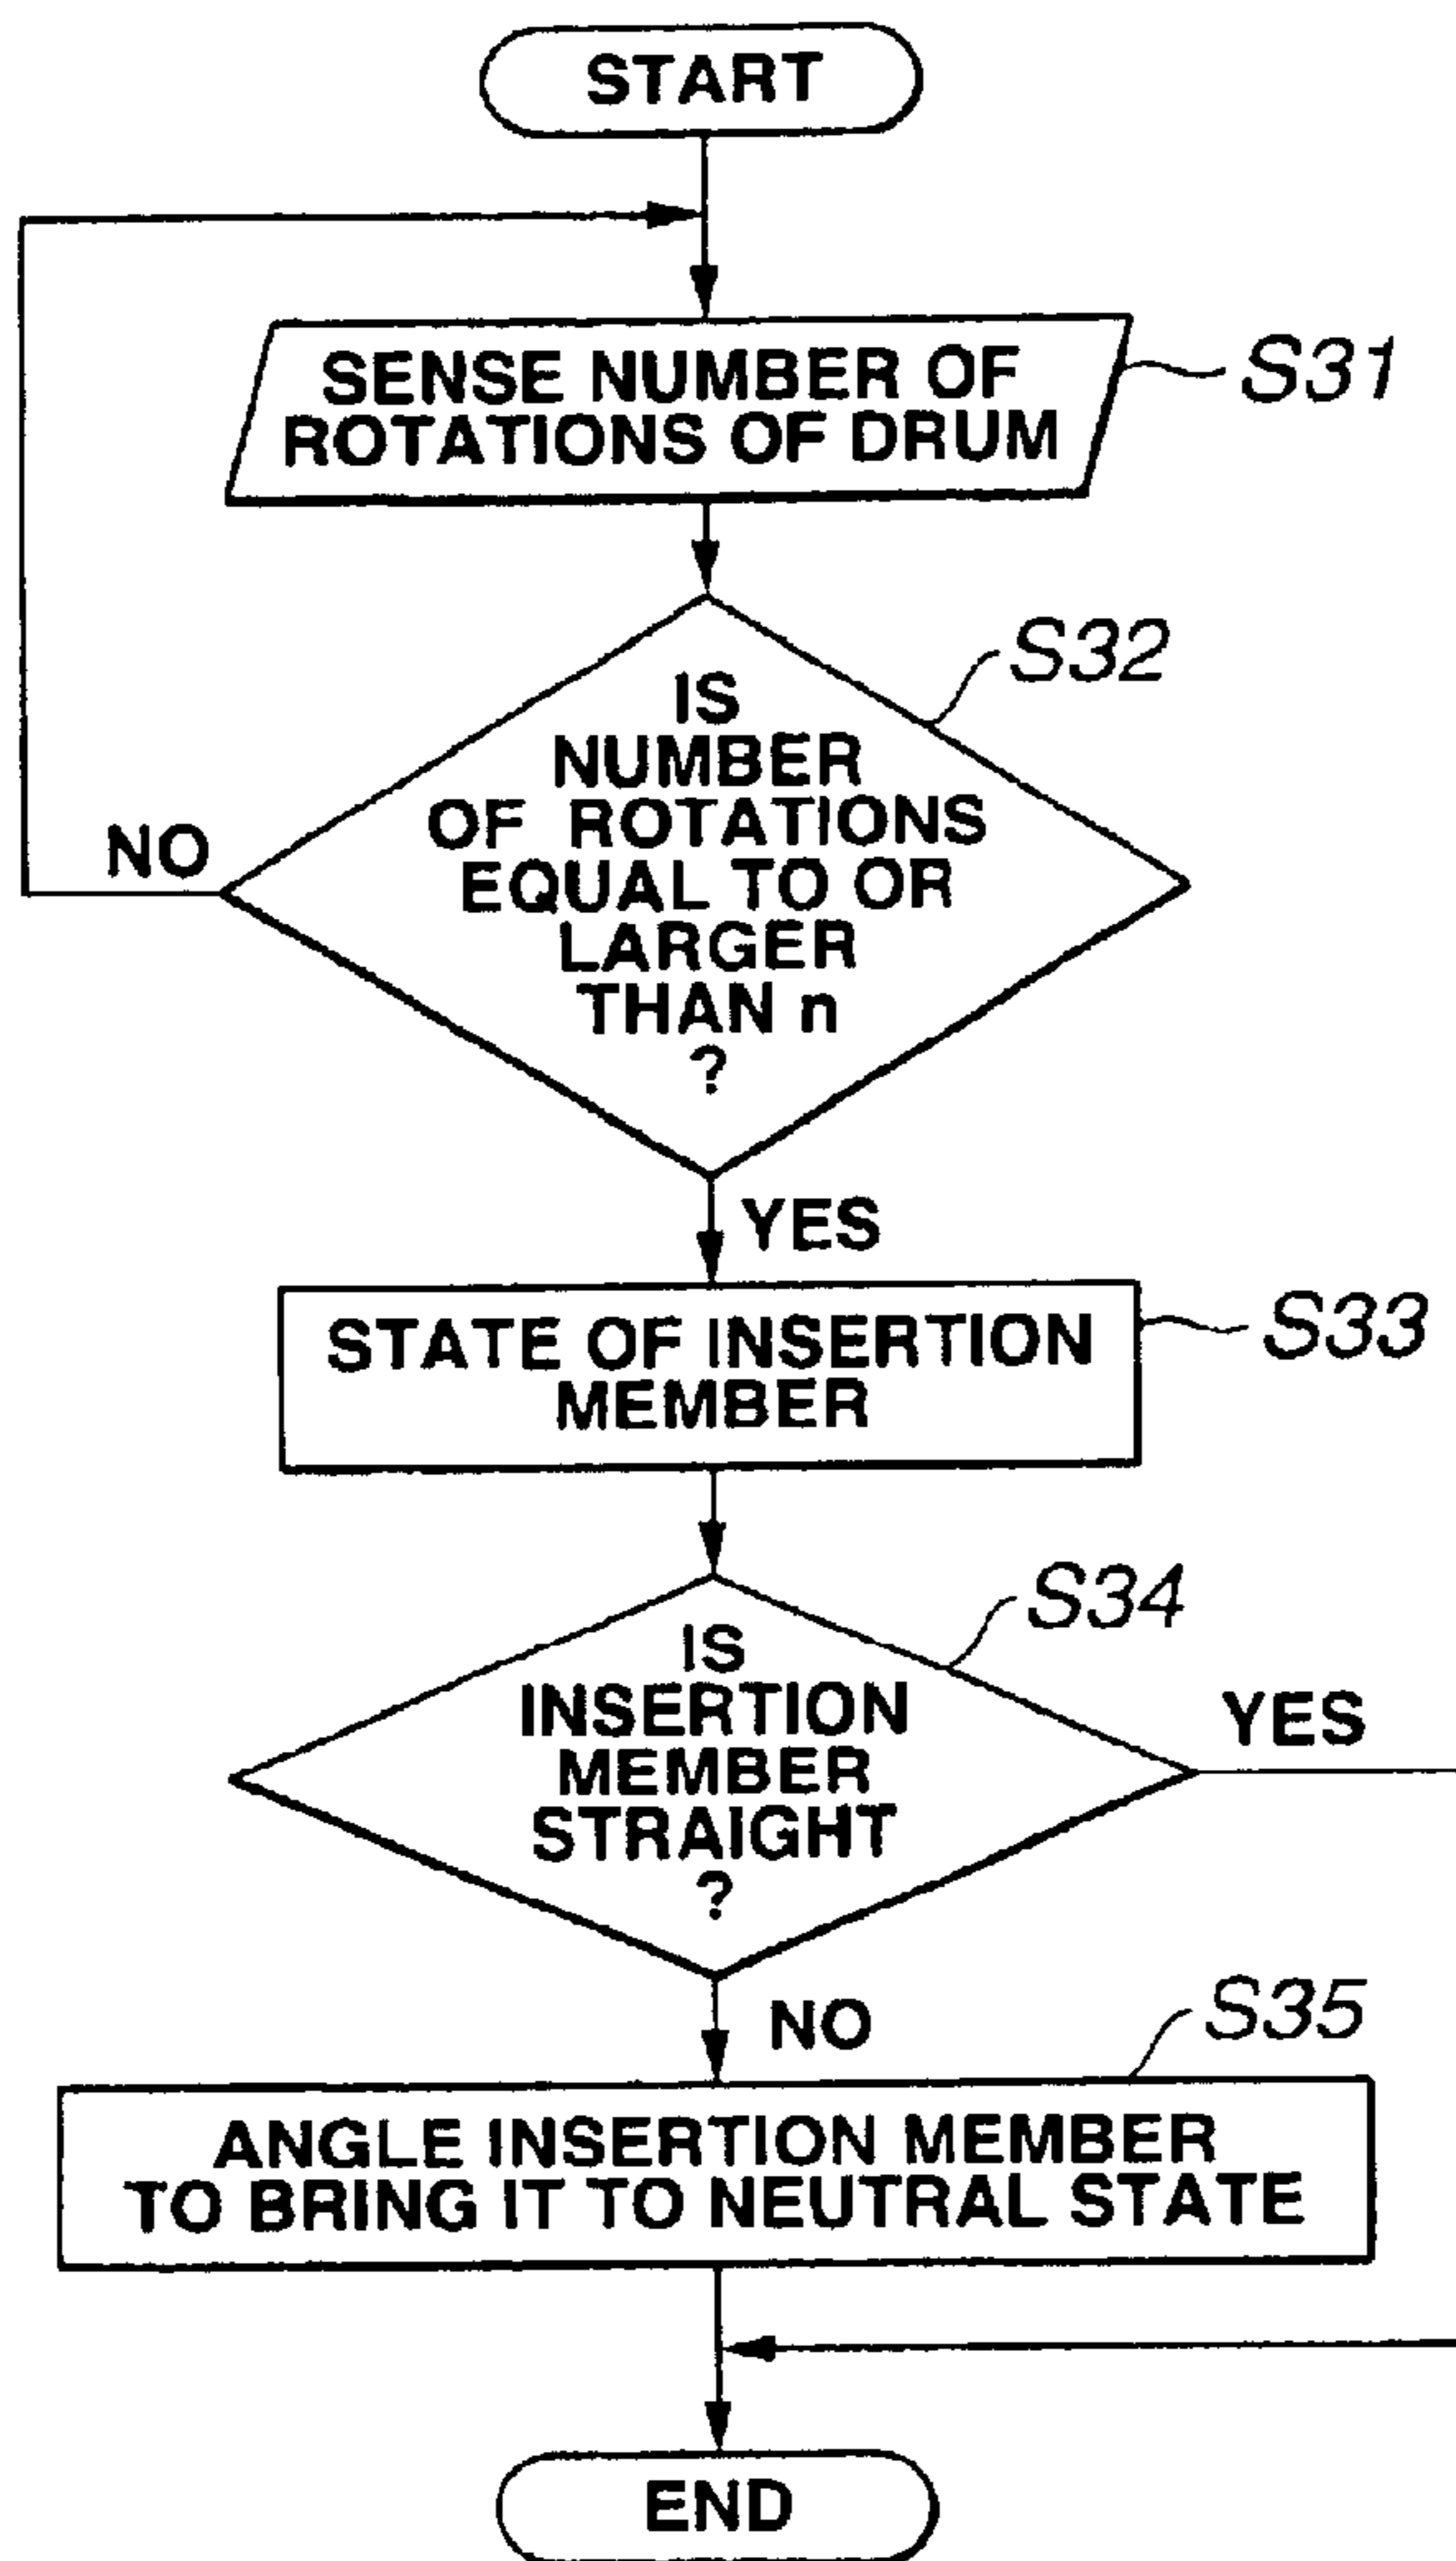 START
SENSE NUMBER OF
ROTATIONS OF DRUM
S31
S32
IS
NUMBER
OF ROTATIONS
EQUAL TO OR
LARGER
THAN n
?
NO
YES
STATE OF INSERTION
MEMBER
S33
S34
IS
INSERTION
MEMBER
STRAIGHT
?
YES
NO
S35
ANGLE INSERTION MEMBER
TO BRING IT TO NEUTRAL STATE
END